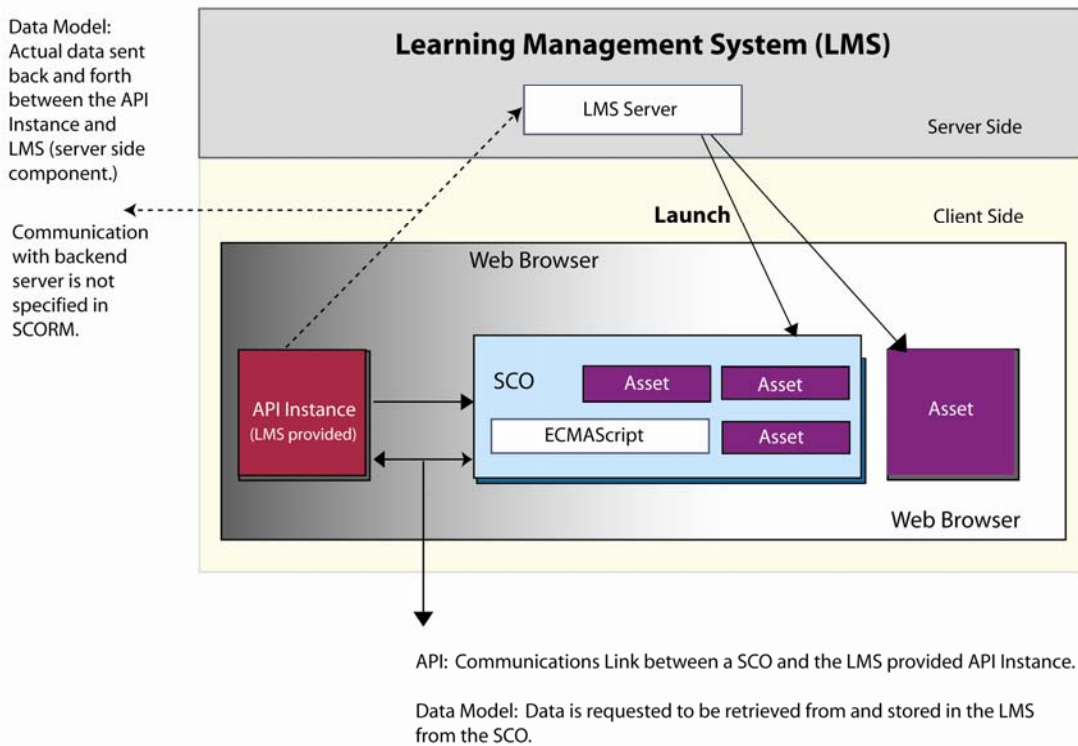 Data Model:
Actual data sent
back and forth
between the API
Instance and
LMS (server side
component.)
Communication
with backend
server is not
specified in
SCORM.
Learning Management System (LMS)
LMS Server
Server Side
Launch
Client Side
Web Browser
API Instance
(LMS provided)
SCO
Asset
Asset
ECMAScript
Asset
Asset
Web Browser
API: Communications Link between a SCO and the LMS provided API Instance.
Data Model: Data is requested to be retrieved from and stored in the LMS
from the SCO.